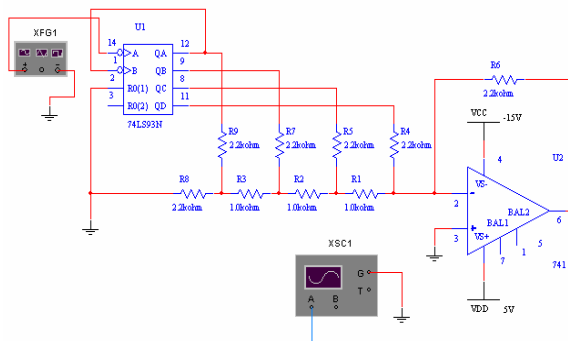 XFG1
U1
14
1
2
3
A
B
R0(1)
R0(2)
QA
QB
QC
QD
12
9
8
11
74LS93N
R9
2.2kohm
R7
2.2kohm
R5
2.2kohm
R4
2.2kohm
R8
2.2kohm
R3
1.0kohm
R2
1.0kohm
R1
1.0kohm
R6
2.2kohm
VCC
-15V
4
U2
VS-
BAL1
BAL2
VS+
2
3
6
7
1
5
741
VDD
5V
XSC1
G
T
A
B